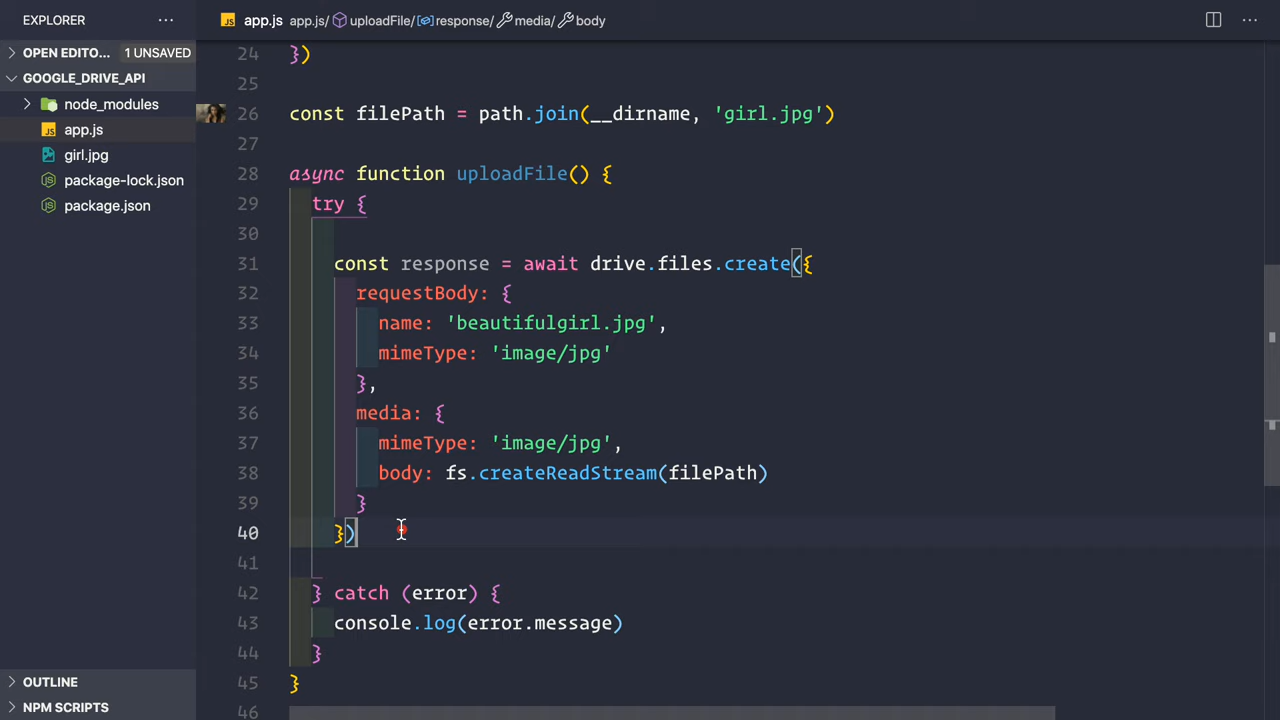 EXPLORER
app.js app.js/ uploadFile/ response/ media/ body
OPEN EDITO... 1 UNSAVED
GOOGLE_DRIVE_API
node_modules
app.js
girl.jpg
package-lock.json
package.json
OUTLINE
NPM SCRIPTS
24 })
25
26 const filePath = path.join(__dirname, 'girl.jpg')
27
28 async function uploadFile() {
29 try {
30
31 const response = await drive.files.create({
32 requestBody: {
33 name: 'beautifulgirl.jpg',
34 mimeType: 'image/jpg'
35 },
36 media: {
37 mimeType: 'image/jpg',
38 body: fs.createReadStream(filePath)
39 }
40 })
41
42 } catch (error) {
43 console.log(error.message)
44 }
45 }
46